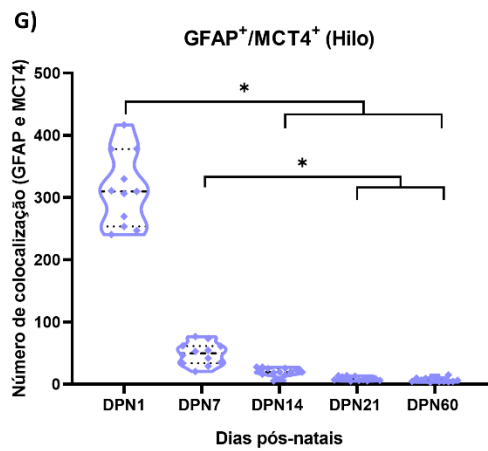 G)
GFAP⁺/MCT4⁺ (Hilo)
Número de colocalização (GFAP e MCT4)
500
400
300
200
100
0
*
*
DPN1 DPN7 DPN14 DPN21 DPN60
Dias pós-natais